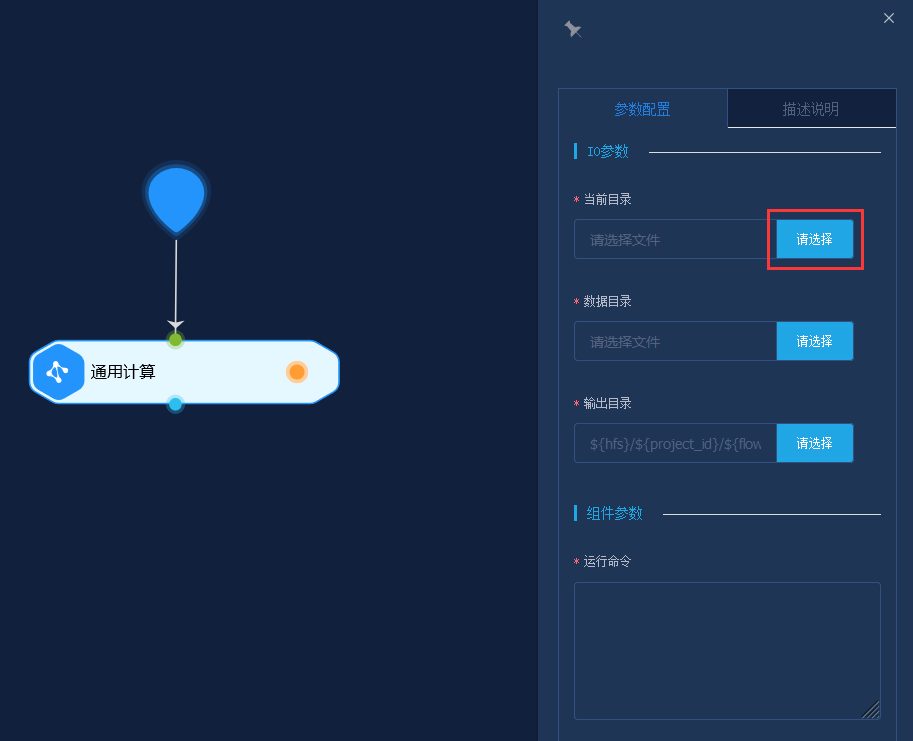 通用计算
参数配置
描述说明
IO参数
* 当前目录
请选择文件
请选择
* 数据目录
请选择文件
请选择
* 输出目录
${hfs}/${project_id}/${flow
请选择
组件参数
* 运行命令